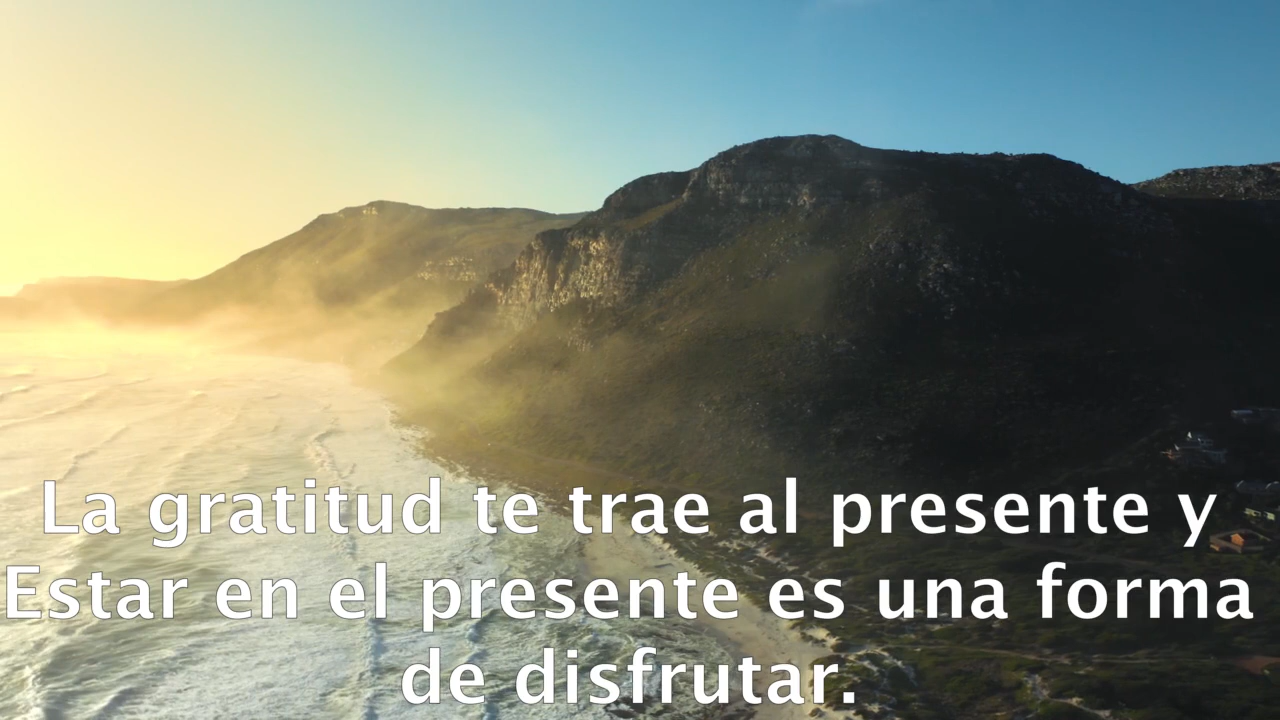 La gratitud te trae al presente y
Estar en el presente es una forma
de disfrutar.